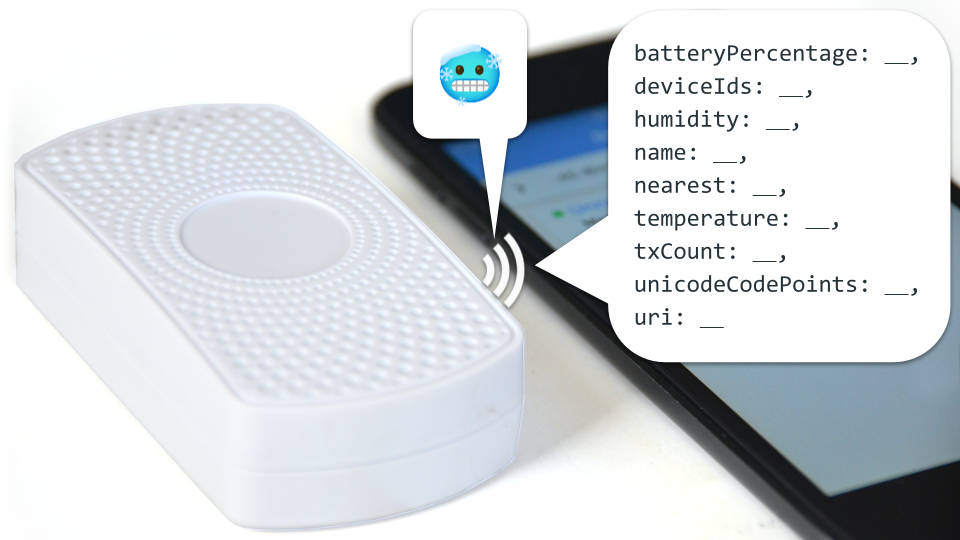 batteryPercentage: __,
deviceIds: __,
humidity: __,
name: __,
nearest: __,
temperature: __,
txCount: __,
unicodeCodePoints: __,
uri: __